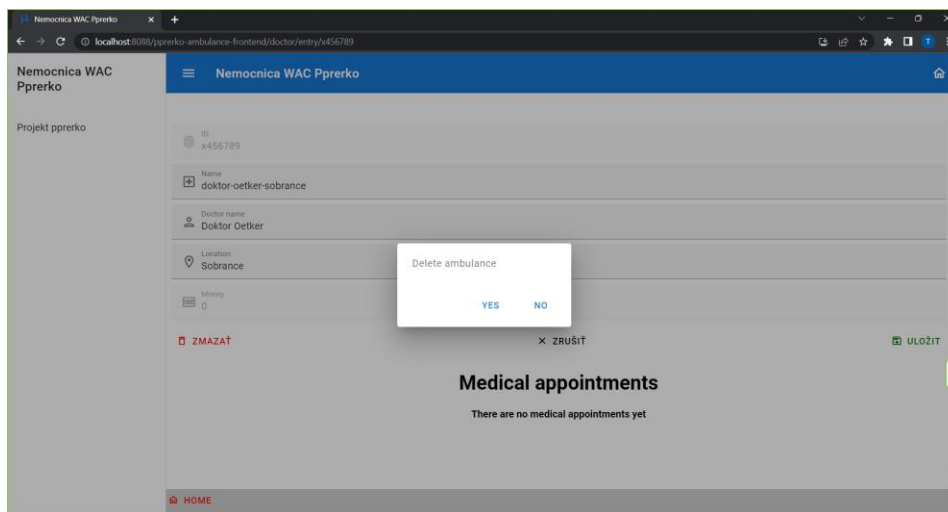 Nemocnica WAC Pprerko
localhost:8088/pprerko-ambulance-frontend/doctor/entry/x456789
T
Nemocnica WAC
Pprerko
Nemocnica WAC Pprerko
Projekt pprerko
ID
x456789
Name
doktor-oetker-sobrance
Doctor name
Doktor Oetker
Location
Sobrance
Delete ambulance
YES NO
Money
0
ZMAZAŤ ZRUŠIŤ ULOŽIT
Medical appointments
There are no medical appointments yet
HOME